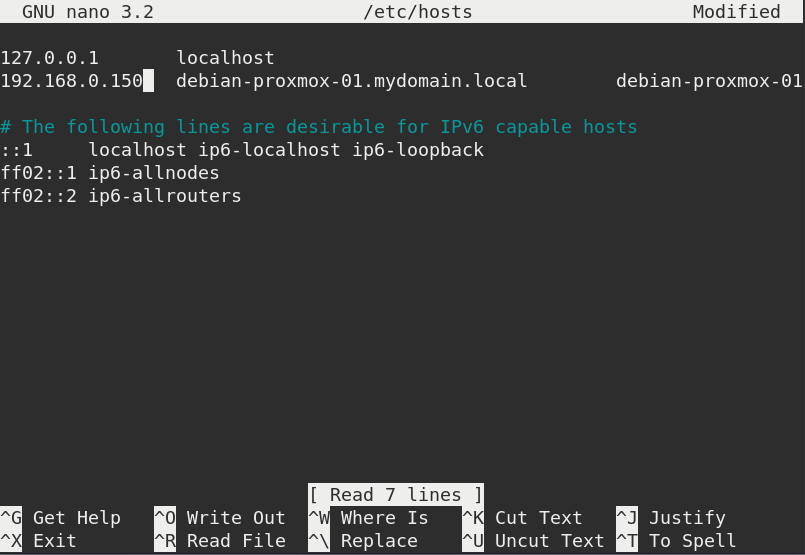 GNU nano 3.2 /etc/hosts Modified
127.0.0.1 localhost
192.168.0.150 debian-proxmox-01.mydomain.local debian-proxmox-01
# The following lines are desirable for IPv6 capable hosts
::1 localhost ip6-localhost ip6-loopback
ff02::1 ip6-allnodes
ff02::2 ip6-allrouters
[ Read 7 lines ]
^G Get Help ^O Write Out ^W Where Is ^K Cut Text ^J Justify
^X Exit ^R Read File ^\ Replace ^U Uncut Text ^T To Spell